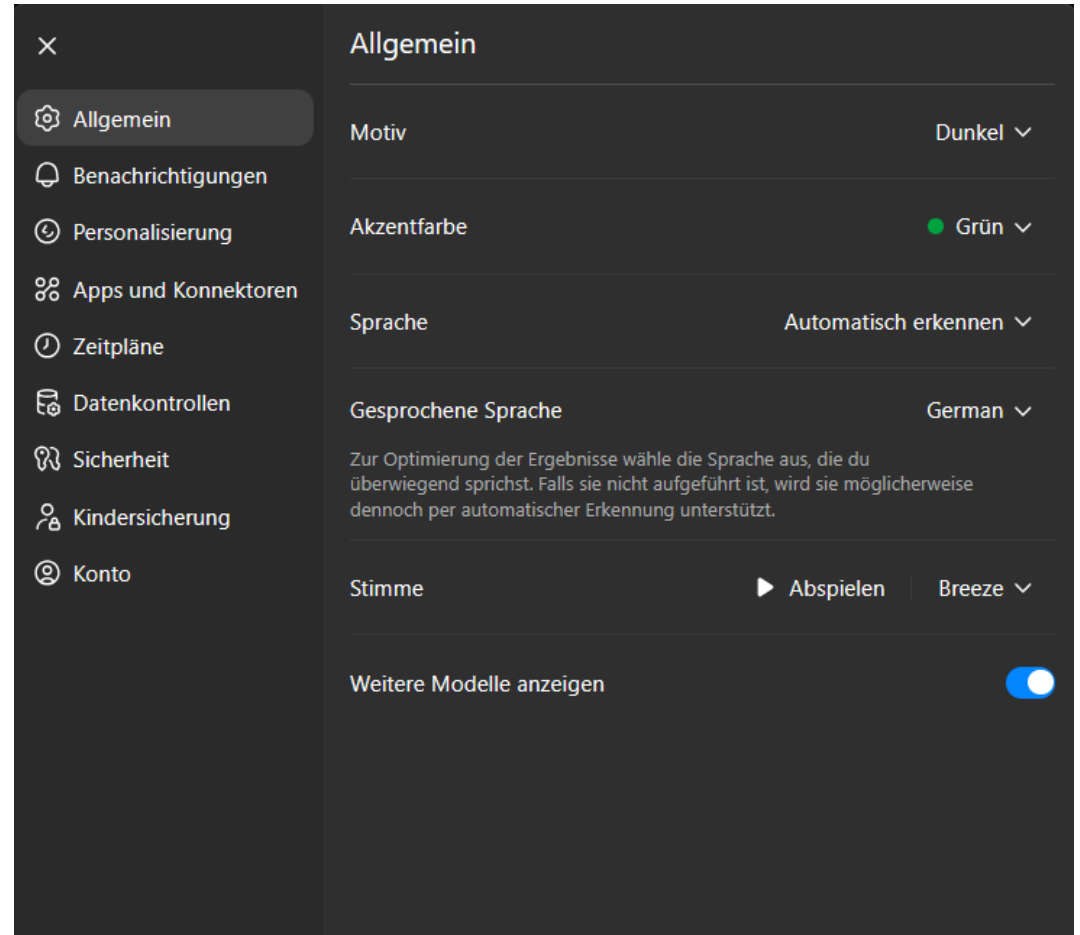 Allgemein
Benachrichtigungen
Personalisierung
Apps und Konnektoren
Zeitpläne
Datenkontrollen
Sicherheit
Kindersicherung
Konto
Allgemein
Motiv Dunkel
Akzentfarbe Grün
Sprache Automatisch erkennen
Gesprochene Sprache German
Zur Optimierung der Ergebnisse wähle die Sprache aus, die du
überwiegend sprichst. Falls sie nicht aufgeführt ist, wird sie möglicherweise
dennoch per automatischer Erkennung unterstützt.
Stimme Abspielen Breeze
Weitere Modelle anzeigen